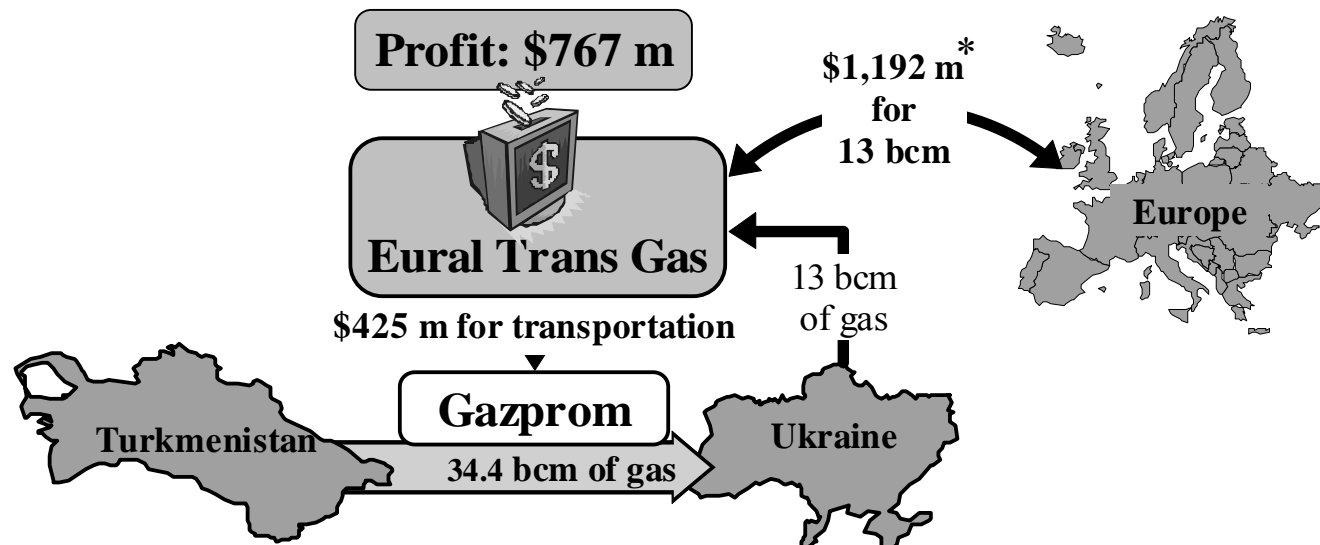 Profit: $767 m
$
Eural Trans Gas
$1,192 m*
for
13 bcm
Europe
13 bcm
of gas
$425 m for transportation
Gazprom
Turkmenistan
34.4 bcm of gas
Ukraine